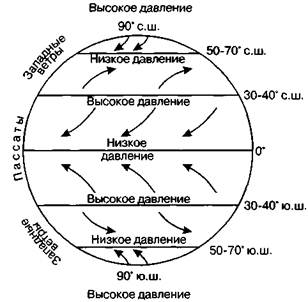 Высокое давление
90° с.ш.
Западные ветры
50-70° с.ш.
Низкое давление
30-40° с.ш.
Высокое давление
Пассаты
Низкое
давление
0°
Высокое давление
30-40° ю.ш.
Западные
ветры
Низкое давление
50-70° ю.ш.
90° ю.ш.
Высокое давление